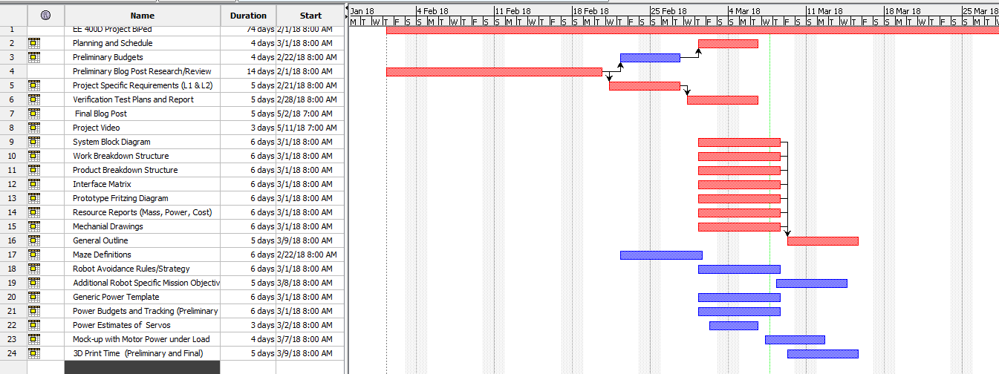 Name Duration Start
Jan 18 4 Feb 18 11 Feb 18 18 Feb 18 25 Feb 18 4 Mar 18 11 Mar 18 18 Mar 18 25 Mar 18
M T W T F S S M T W T F S S M T W T F S S M T W T F S S M T W T F S S M T W T F S S M T W T F S S M T W T F S S M T W
1 EE 400D Project BiPed 74 days 2/1/18 8:00 AM
2 Planning and Schedule 4 days 3/1/18 8:00 AM
3 Preliminary Budgets 4 days 2/22/18 8:00 AM
4 Preliminary Blog Post Research/Review 14 days 2/1/18 8:00 AM
5 Project Specific Requirements (L1 & L2) 5 days 2/21/18 8:00 AM
6 Verification Test Plans and Report 5 days 2/28/18 8:00 AM
7 Final Blog Post 5 days 5/2/18 7:00 AM
8 Project Video 3 days 5/11/18 7:00 AM
9 System Block Diagram 6 days 3/1/18 8:00 AM
10 Work Breakdown Structure 6 days 3/1/18 8:00 AM
11 Product Breakdown Structure 6 days 3/1/18 8:00 AM
12 Interface Matrix 6 days 3/1/18 8:00 AM
13 Prototype Fritzing Diagram 6 days 3/1/18 8:00 AM
14 Resource Reports (Mass, Power, Cost) 6 days 3/1/18 8:00 AM
15 Mechanial Drawings 6 days 3/1/18 8:00 AM
16 General Outline 5 days 3/9/18 8:00 AM
17 Maze Definitions 6 days 2/22/18 8:00 AM
18 Robot Avoidance Rules/Strategy 6 days 3/1/18 8:00 AM
19 Additional Robot Specific Mission Objectiv 5 days 3/8/18 8:00 AM
20 Generic Power Template 6 days 3/1/18 8:00 AM
21 Power Budgets and Tracking (Preliminary 6 days 3/1/18 8:00 AM
22 Power Estimates of Servos 3 days 3/2/18 8:00 AM
23 Mock-up with Motor Power under Load 4 days 3/7/18 8:00 AM
24 3D Print Time (Preliminary and Final) 5 days 3/9/18 8:00 AM